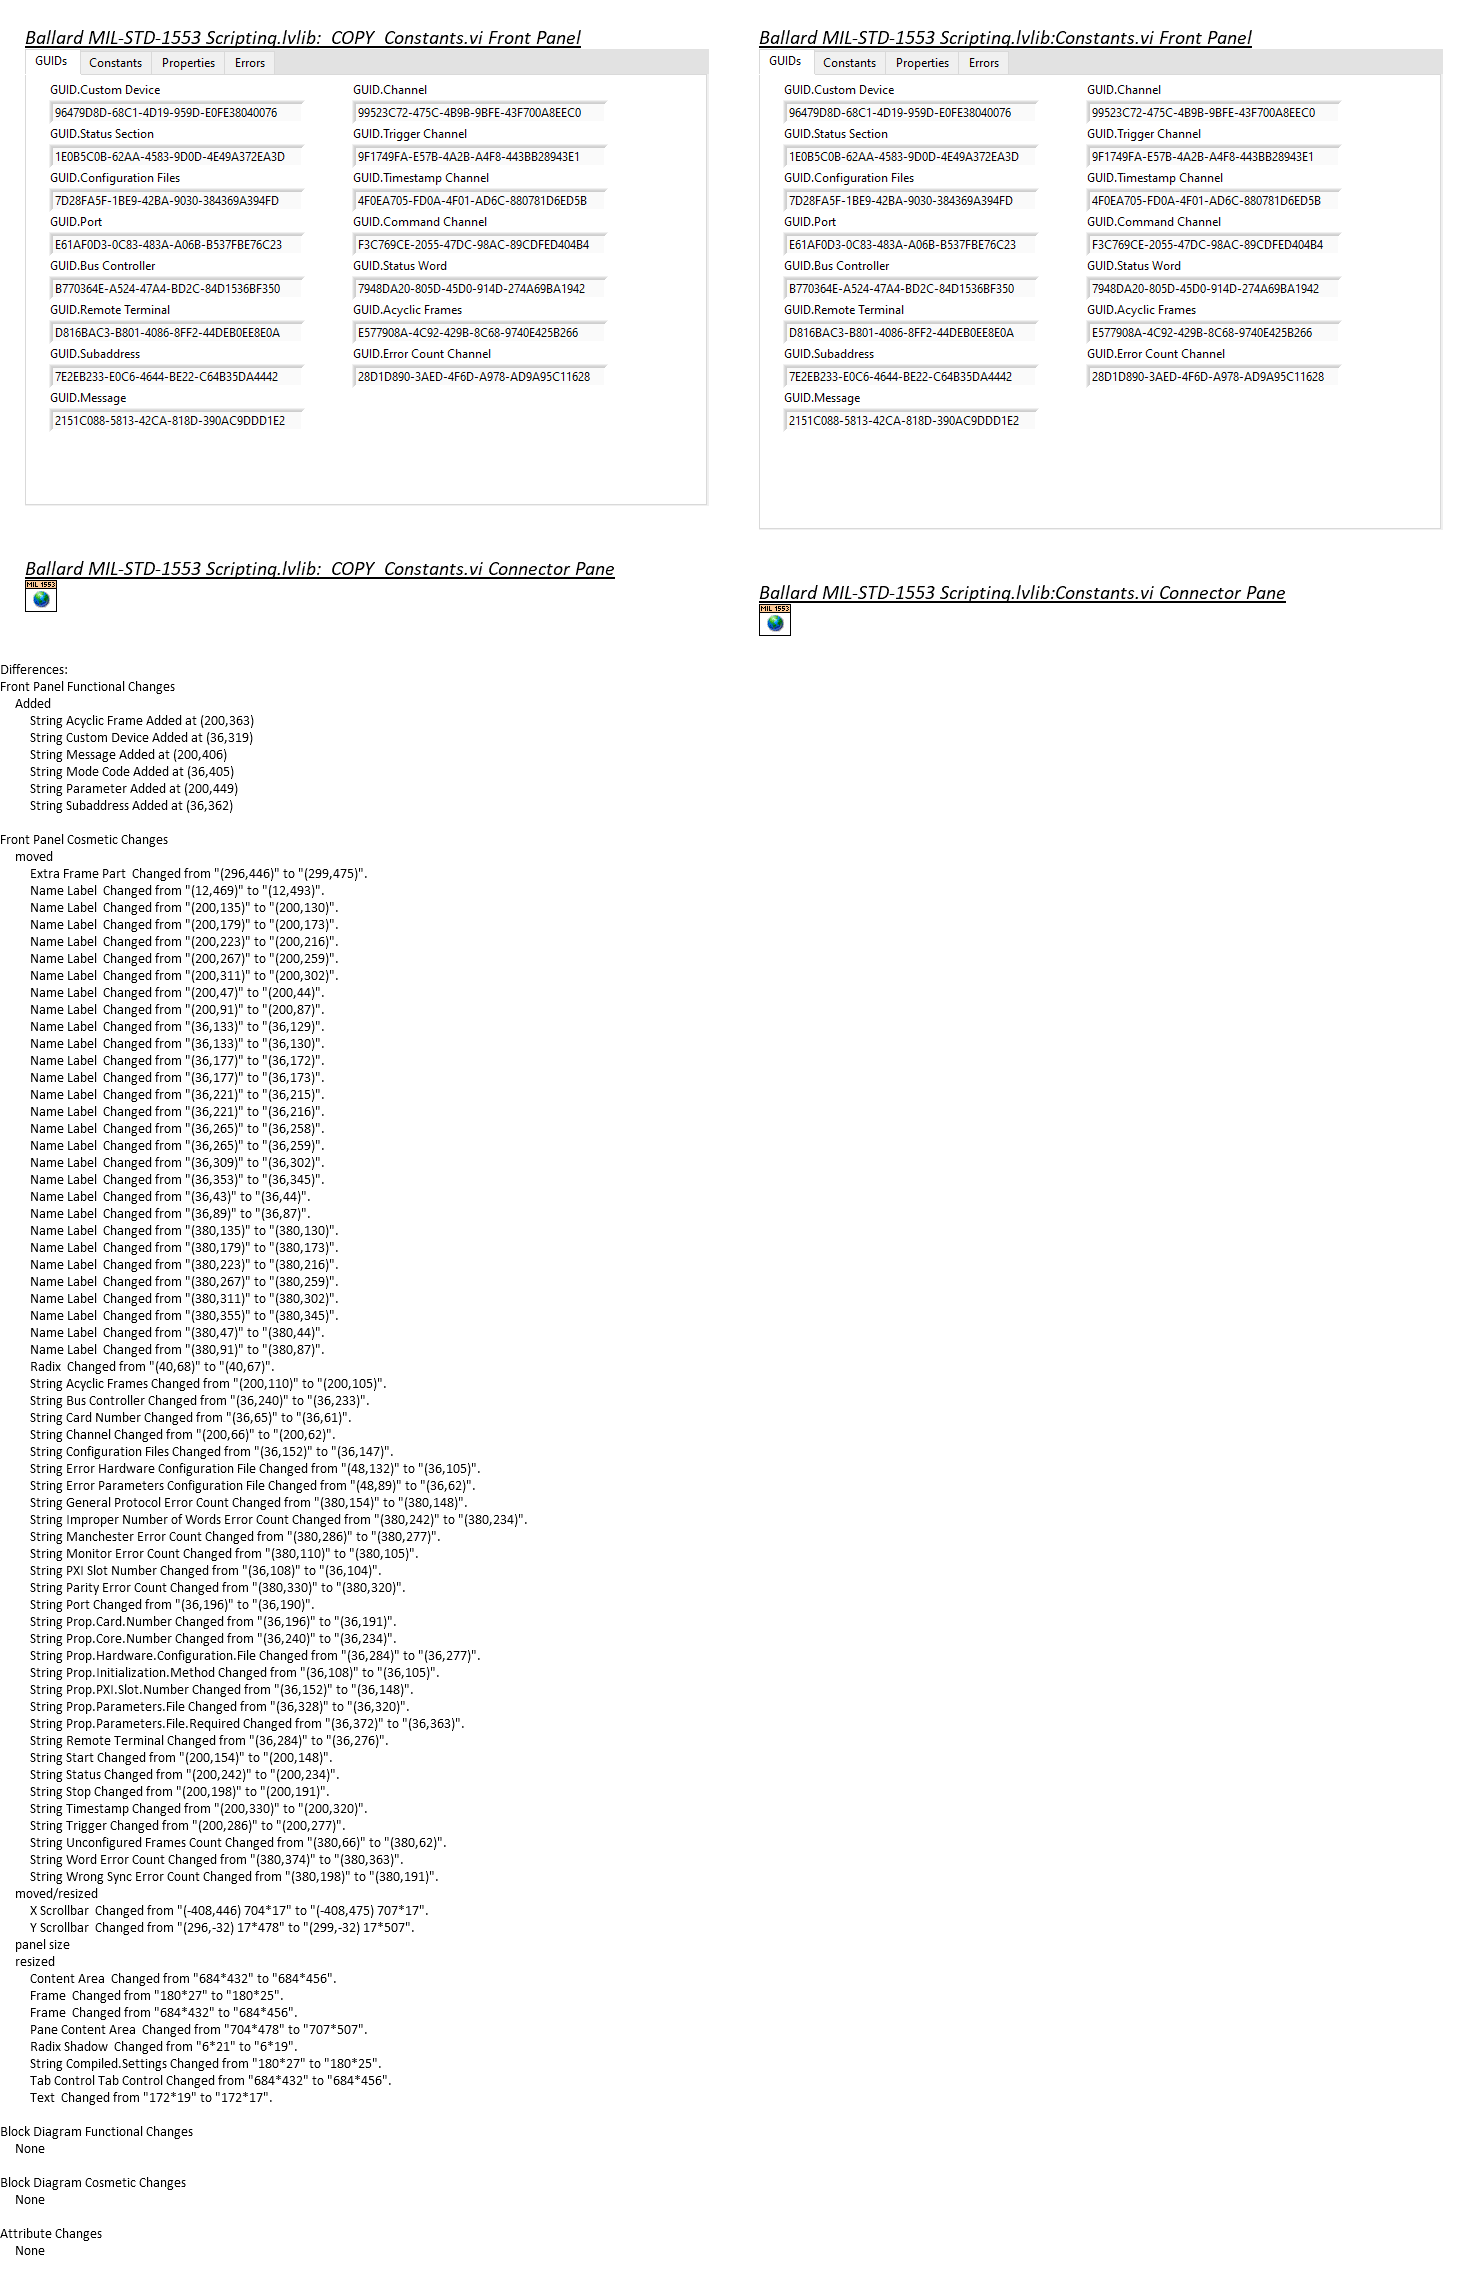 Ballard MIL-STD-1553 Scripting.lvlib:_COPY_Constants.vi Front Panel
GUIDs Constants Properties Errors
GUID.Custom Device GUID.Channel
96479D8D-68C1-4D19-959D-E0FE38040076 99523C72-475C-4B9B-9BFE-43F700A8EEC0
GUID.Status Section GUID.Trigger Channel
1E0B5C0B-62AA-4583-9D0D-4E49A372EA3D 9F1749FA-E57B-4A2B-A4F8-443BB28943E1
GUID.Configuration Files GUID.Timestamp Channel
7D28FA5F-1BE9-42BA-9030-384369A394FD 4F0EA705-FD0A-4F01-AD6C-880781D6ED5B
GUID.Port GUID.Command Channel
E61AF0D3-0C83-483A-A06B-B537FBE76C23 F3C769CE-2055-47DC-98AC-89CDFED404B4
GUID.Bus Controller GUID.Status Word
B770364E-A524-47A4-BD2C-84D1536BF350 7948DA20-805D-45D0-914D-274A69BA1942
GUID.Remote Terminal GUID.Acyclic Frames
D816BAC3-B801-4086-8FF2-44DEB0EE8E0A E577908A-4C92-429B-8C68-9740E425B266
GUID.Subaddress GUID.Error Count Channel
7E2EB233-E0C6-4644-BE22-C64B35DA4442 28D1D890-3AED-4F6D-A978-AD9A95C11628
GUID.Message
2151C088-5813-42CA-818D-390AC9DDD1E2
Ballard MIL-STD-1553 Scripting.lvlib:_COPY_Constants.vi Connector Pane
MIL 1553
Ballard MIL-STD-1553 Scripting.lvlib:Constants.vi Front Panel
GUIDs Constants Properties Errors
GUID.Custom Device GUID.Channel
96479D8D-68C1-4D19-959D-E0FE38040076 99523C72-475C-4B9B-9BFE-43F700A8EEC0
GUID.Status Section GUID.Trigger Channel
1E0B5C0B-62AA-4583-9D0D-4E49A372EA3D 9F1749FA-E57B-4A2B-A4F8-443BB28943E1
GUID.Configuration Files GUID.Timestamp Channel
7D28FA5F-1BE9-42BA-9030-384369A394FD 4F0EA705-FD0A-4F01-AD6C-880781D6ED5B
GUID.Port GUID.Command Channel
E61AF0D3-0C83-483A-A06B-B537FBE76C23 F3C769CE-2055-47DC-98AC-89CDFED404B4
GUID.Bus Controller GUID.Status Word
B770364E-A524-47A4-BD2C-84D1536BF350 7948DA20-805D-45D0-914D-274A69BA1942
GUID.Remote Terminal GUID.Acyclic Frames
D816BAC3-B801-4086-8FF2-44DEB0EE8E0A E577908A-4C92-429B-8C68-9740E425B266
GUID.Subaddress GUID.Error Count Channel
7E2EB233-E0C6-4644-BE22-C64B35DA4442 28D1D890-3AED-4F6D-A978-AD9A95C11628
GUID.Message
2151C088-5813-42CA-818D-390AC9DDD1E2
Ballard MIL-STD-1553 Scripting.lvlib:Constants.vi Connector Pane
MIL 1553
Differences:
Front Panel Functional Changes
Added
String Acyclic Frame Added at (200,363)
String Custom Device Added at (36,319)
String Message Added at (200,406)
String Mode Code Added at (36,405)
String Parameter Added at (200,449)
String Subaddress Added at (36,362)
Front Panel Cosmetic Changes
moved
Extra Frame Part  Changed from "(296,446)" to "(299,475)".
Name Label  Changed from "(12,469)" to "(12,493)".
Name Label  Changed from "(200,135)" to "(200,130)".
Name Label  Changed from "(200,179)" to "(200,173)".
Name Label  Changed from "(200,223)" to "(200,216)".
Name Label  Changed from "(200,267)" to "(200,259)".
Name Label  Changed from "(200,311)" to "(200,302)".
Name Label  Changed from "(200,47)" to "(200,44)".
Name Label  Changed from "(200,91)" to "(200,87)".
Name Label  Changed from "(36,133)" to "(36,129)".
Name Label  Changed from "(36,133)" to "(36,130)".
Name Label  Changed from "(36,177)" to "(36,172)".
Name Label  Changed from "(36,177)" to "(36,173)".
Name Label  Changed from "(36,221)" to "(36,215)".
Name Label  Changed from "(36,221)" to "(36,216)".
Name Label  Changed from "(36,265)" to "(36,258)".
Name Label  Changed from "(36,265)" to "(36,259)".
Name Label  Changed from "(36,309)" to "(36,302)".
Name Label  Changed from "(36,353)" to "(36,345)".
Name Label  Changed from "(36,43)" to "(36,44)".
Name Label  Changed from "(36,89)" to "(36,87)".
Name Label  Changed from "(380,135)" to "(380,130)".
Name Label  Changed from "(380,179)" to "(380,173)".
Name Label  Changed from "(380,223)" to "(380,216)".
Name Label  Changed from "(380,267)" to "(380,259)".
Name Label  Changed from "(380,311)" to "(380,302)".
Name Label  Changed from "(380,355)" to "(380,345)".
Name Label  Changed from "(380,47)" to "(380,44)".
Name Label  Changed from "(380,91)" to "(380,87)".
Radix  Changed from "(40,68)" to "(40,67)".
String Acyclic Frames Changed from "(200,110)" to "(200,105)".
String Bus Controller Changed from "(36,240)" to "(36,233)".
String Card Number Changed from "(36,65)" to "(36,61)".
String Channel Changed from "(200,66)" to "(200,62)".
String Configuration Files Changed from "(36,152)" to "(36,147)".
String Error Hardware Configuration File Changed from "(48,132)" to "(36,105)".
String Error Parameters Configuration File Changed from "(48,89)" to "(36,62)".
String General Protocol Error Count Changed from "(380,154)" to "(380,148)".
String Improper Number of Words Error Count Changed from "(380,242)" to "(380,234)".
String Manchester Error Count Changed from "(380,286)" to "(380,277)".
String Monitor Error Count Changed from "(380,110)" to "(380,105)".
String PXI Slot Number Changed from "(36,108)" to "(36,104)".
String Parity Error Count Changed from "(380,330)" to "(380,320)".
String Port Changed from "(36,196)" to "(36,190)".
String Prop.Card.Number Changed from "(36,196)" to "(36,191)".
String Prop.Core.Number Changed from "(36,240)" to "(36,234)".
String Prop.Hardware.Configuration.File Changed from "(36,284)" to "(36,277)".
String Prop.Initialization.Method Changed from "(36,108)" to "(36,105)".
String Prop.PXI.Slot.Number Changed from "(36,152)" to "(36,148)".
String Prop.Parameters.File Changed from "(36,328)" to "(36,320)".
String Prop.Parameters.File.Required Changed from "(36,372)" to "(36,363)".
String Remote Terminal Changed from "(36,284)" to "(36,276)".
String Start Changed from "(200,154)" to "(200,148)".
String Status Changed from "(200,242)" to "(200,234)".
String Stop Changed from "(200,198)" to "(200,191)".
String Timestamp Changed from "(200,330)" to "(200,320)".
String Trigger Changed from "(200,286)" to "(200,277)".
String Unconfigured Frames Count Changed from "(380,66)" to "(380,62)".
String Word Error Count Changed from "(380,374)" to "(380,363)".
String Wrong Sync Error Count Changed from "(380,198)" to "(380,191)".
moved/resized
X Scrollbar  Changed from "(-408,446) 704*17" to "(-408,475) 707*17".
Y Scrollbar  Changed from "(296,-32) 17*478" to "(299,-32) 17*507".
panel size
resized
Content Area  Changed from "684*432" to "684*456".
Frame  Changed from "180*27" to "180*25".
Frame  Changed from "684*432" to "684*456".
Pane Content Area  Changed from "704*478" to "707*507".
Radix Shadow  Changed from "6*21" to "6*19".
String Compiled.Settings Changed from "180*27" to "180*25".
Tab Control Tab Control Changed from "684*432" to "684*456".
Text  Changed from "172*19" to "172*17".
Block Diagram Functional Changes
None
Block Diagram Cosmetic Changes
None
Attribute Changes
None